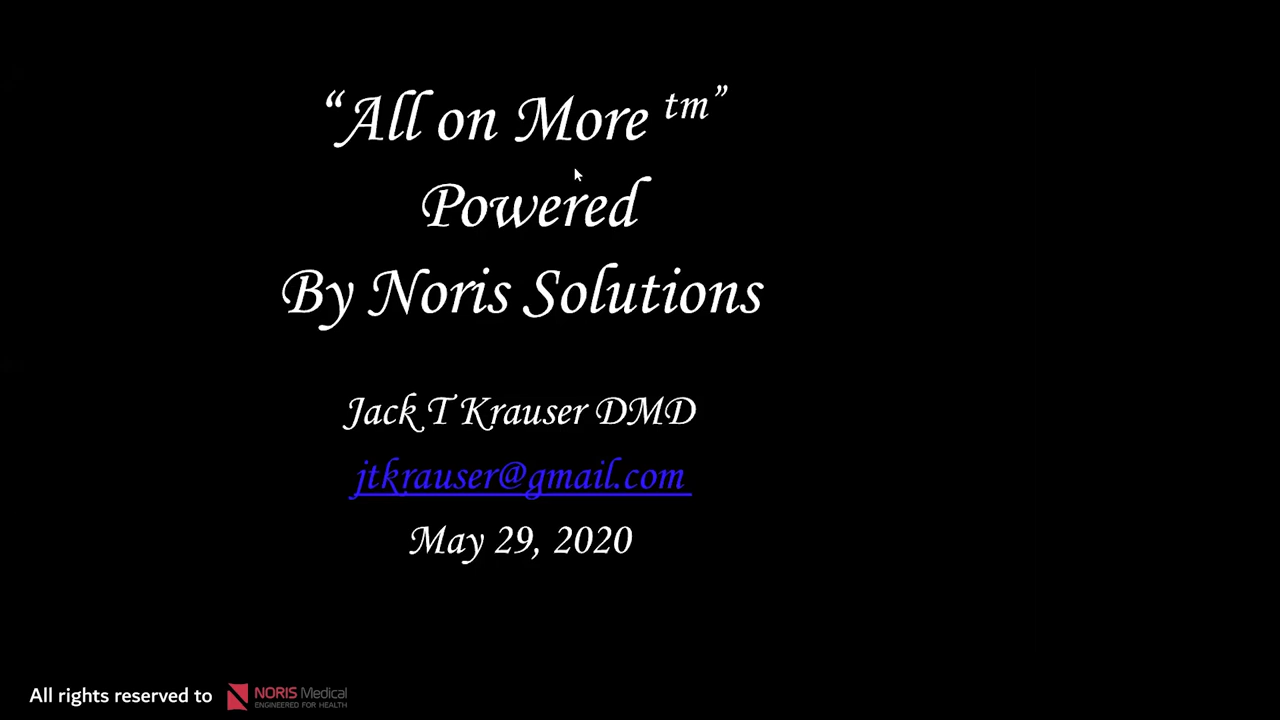 “All on More ™”
Powered
By Noris Solutions
Jack T Krauser DMD
jtkrauser@gmail.com
May 29, 2020
All rights reserved to NORIS Medical
ENGINEERED FOR HEALTH